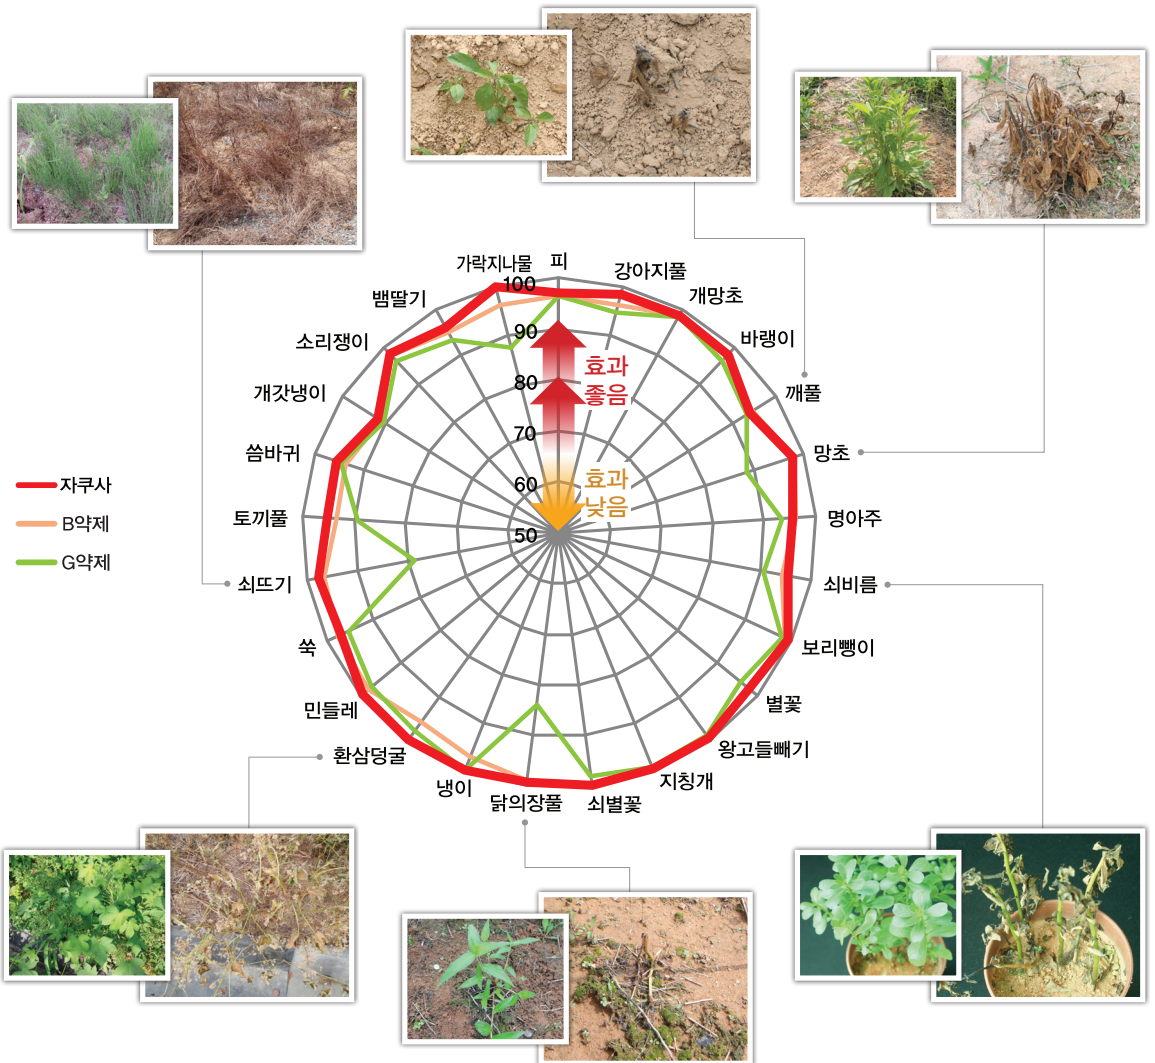 가락지나물
피
강아지풀
개망초
바랭이
깨풀
망초
명아주
쇠비름
보리뺑이
별꽃
왕고들빼기
지칭개
쇠별꽃
닭의장풀
냉이
환삼덩굴
민들레
쑥
쇠뜨기
토끼풀
씀바귀
개갓냉이
소리쟁이
뱀딸기
100
90
80
70
60
50
효과
좋음
효과
낮음
자쿠사
B약제
G약제